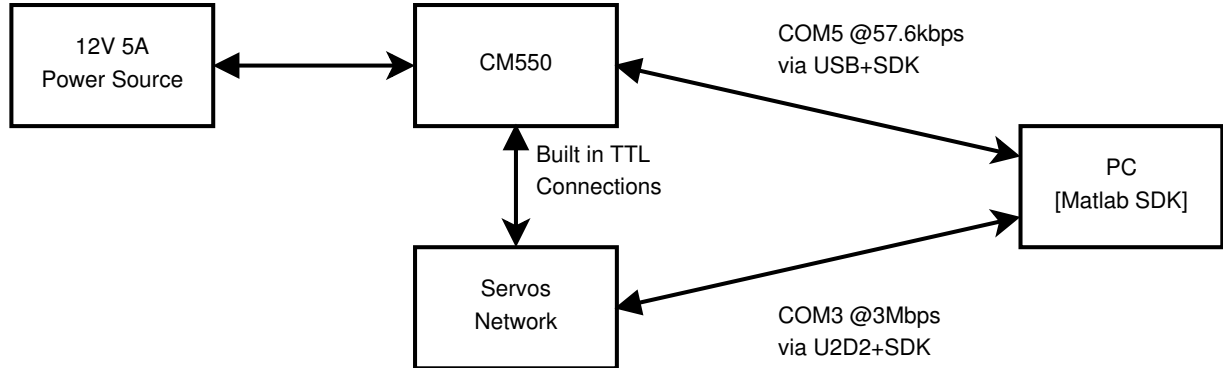 12V 5A
Power Source
CM550
COM5 @57.6kbps
via USB+SDK
Built in TTL
Connections
PC
[Matlab SDK]
Servos
Network
COM3 @3Mbps
via U2D2+SDK